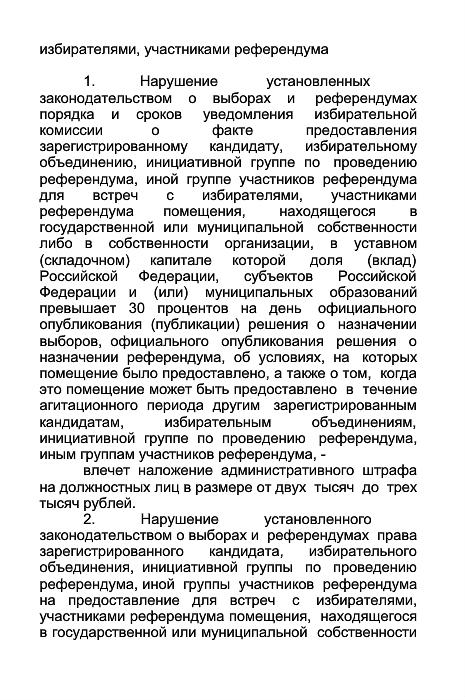 избирателями, участниками референдума
1. Нарушение установленных
законодательством о выборах и референдумах
порядка и сроков уведомления избирательной
комиссии о факте предоставления
зарегистрированному кандидату, избирательному
объединению, инициативной группе по проведению
референдума, иной группе участников референдума
для встреч с избирателями, участниками
референдума помещения, находящегося в
государственной или муниципальной собственности
либо в собственности организации, в уставном
(складочном) капитале которой доля (вклад)
Российской Федерации, субъектов Российской
Федерации и (или) муниципальных образований
превышает 30 процентов на день официального
опубликования (публикации) решения о назначении
выборов, официального опубликования решения о
назначении референдума, об условиях, на которых
помещение было предоставлено, а также о том, когда
это помещение может быть предоставлено в течение
агитационного периода другим зарегистрированным
кандидатам, избирательным объединениям,
инициативной группе по проведению референдума,
иным группам участников референдума, -
влечет наложение административного штрафа
на должностных лиц в размере от двух тысяч до трех
тысяч рублей.
2. Нарушение установленного
законодательством о выборах и референдумах права
зарегистрированного кандидата, избирательного
объединения, инициативной группы по проведению
референдума, иной группы участников референдума
на предоставление для встреч с избирателями,
участниками референдума помещения, находящегося
в государственной или муниципальной собственности